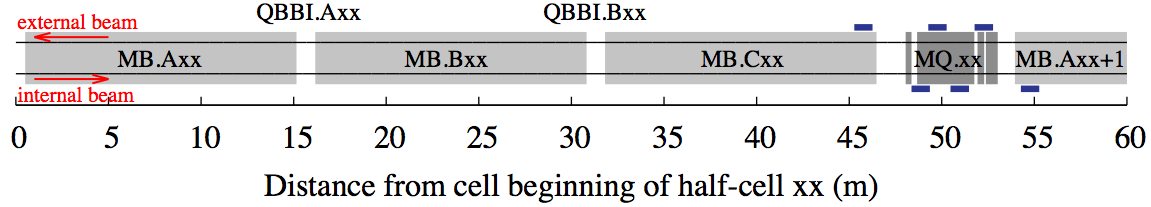 QBBI.Axx QBBI.Bxx
external beam
MB.Axx MB.Bxx MB.Cxx MQ.xx MB.Axx+1
internal beam
0 5 10 15 20 25 30 35 40 45 50 55 60
Distance from cell beginning of half-cell xx (m)